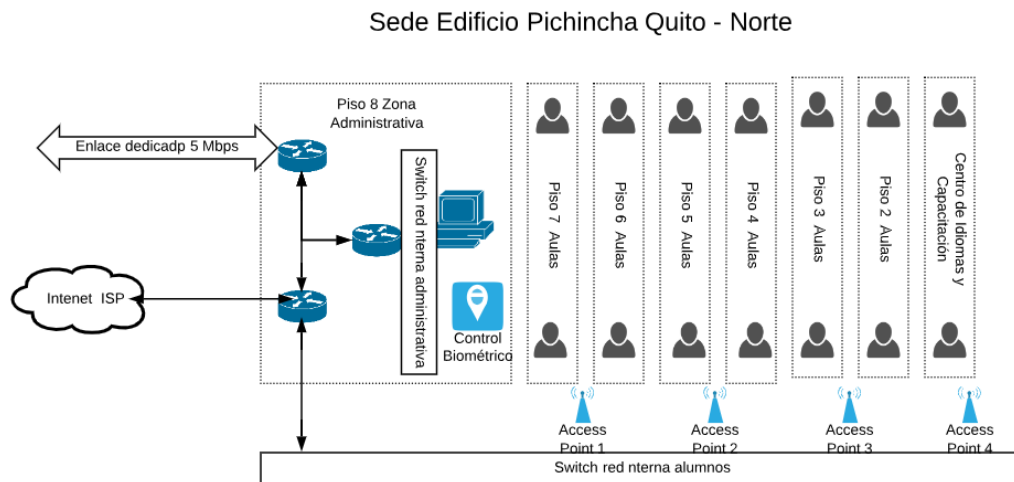 Sede Edificio Pichincha Quito - Norte
Piso 8 Zona
Administrativa
Enlace dedicadp 5 Mbps
Switch red nterna administrativa
Intenet  ISP
Control
Biométrico
Piso 7  Aulas
Piso 6  Aulas
Piso 5  Aulas
Piso 4  Aulas
Piso 3  Aulas
Piso 2  Aulas
Centro de Idiomas y
Capacitación
Access
Point 1
Access
Point 2
Access
Point 3
Access
Point 4
Switch red nterna alumnos